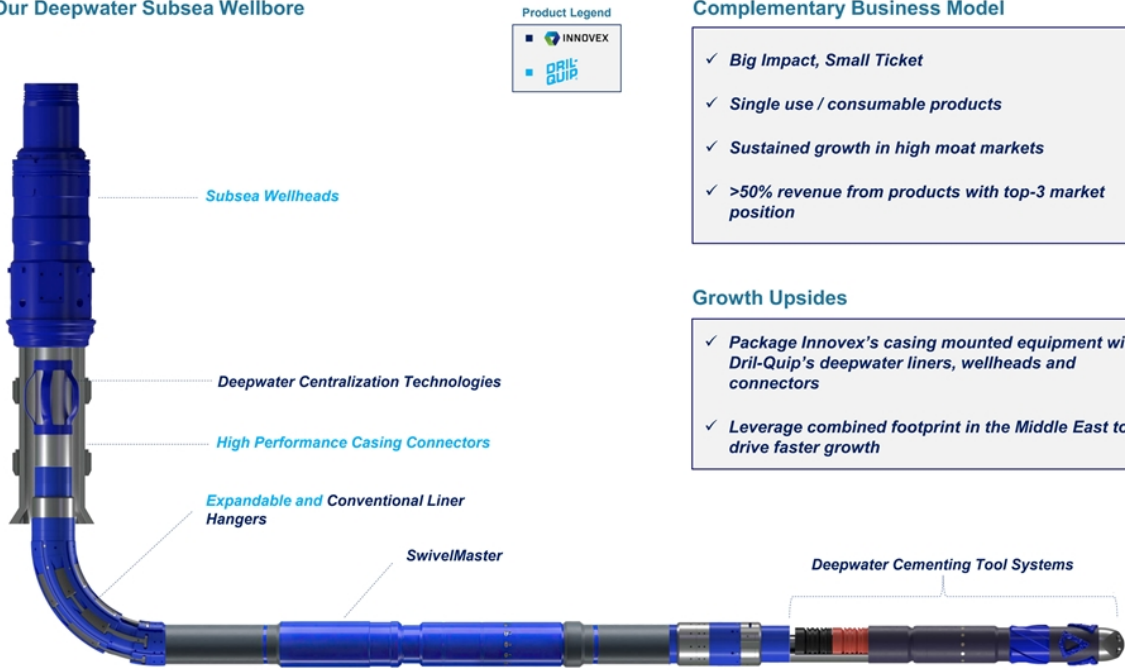 Our Deepwater Subsea Wellbore
Product Legend
INNOVEX
DRIL-
QUIP
Subsea Wellheads
Deepwater Centralization Technologies
High Performance Casing Connectors
Expandable and Conventional Liner
Hangers
SwivelMaster
Deepwater Cementing Tool Systems
Complementary Business Model
✓ Big Impact, Small Ticket
✓ Single use / consumable products
✓ Sustained growth in high moat markets
✓ >50% revenue from products with top-3 market
position
Growth Upsides
✓ Package Innovex’s casing mounted equipment wi
Dril-Quip’s deepwater liners, wellheads and
connectors
✓ Leverage combined footprint in the Middle East to
drive faster growth